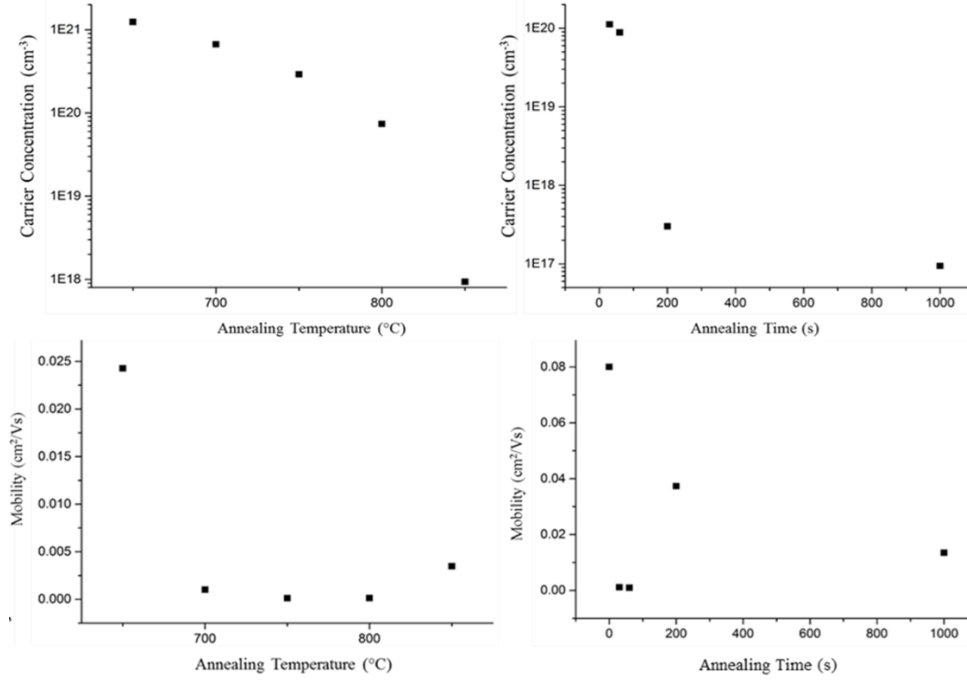 Carrier Concentration (cm⁻³)
1E21
1E20
1E19
1E18
700
800
Annealing Temperature (°C)
Carrier Concentration (cm⁻³)
1E20
1E19
1E18
1E17
0
200
400
600
800
1000
Annealing Time (s)
Mobility (cm²/Vs)
0.025
0.020
0.015
0.010
0.005
0.000
700
800
Annealing Temperature (°C)
Mobility (cm²/Vs)
0.08
0.06
0.04
0.02
0.00
0
200
400
600
800
1000
Annealing Time (s)